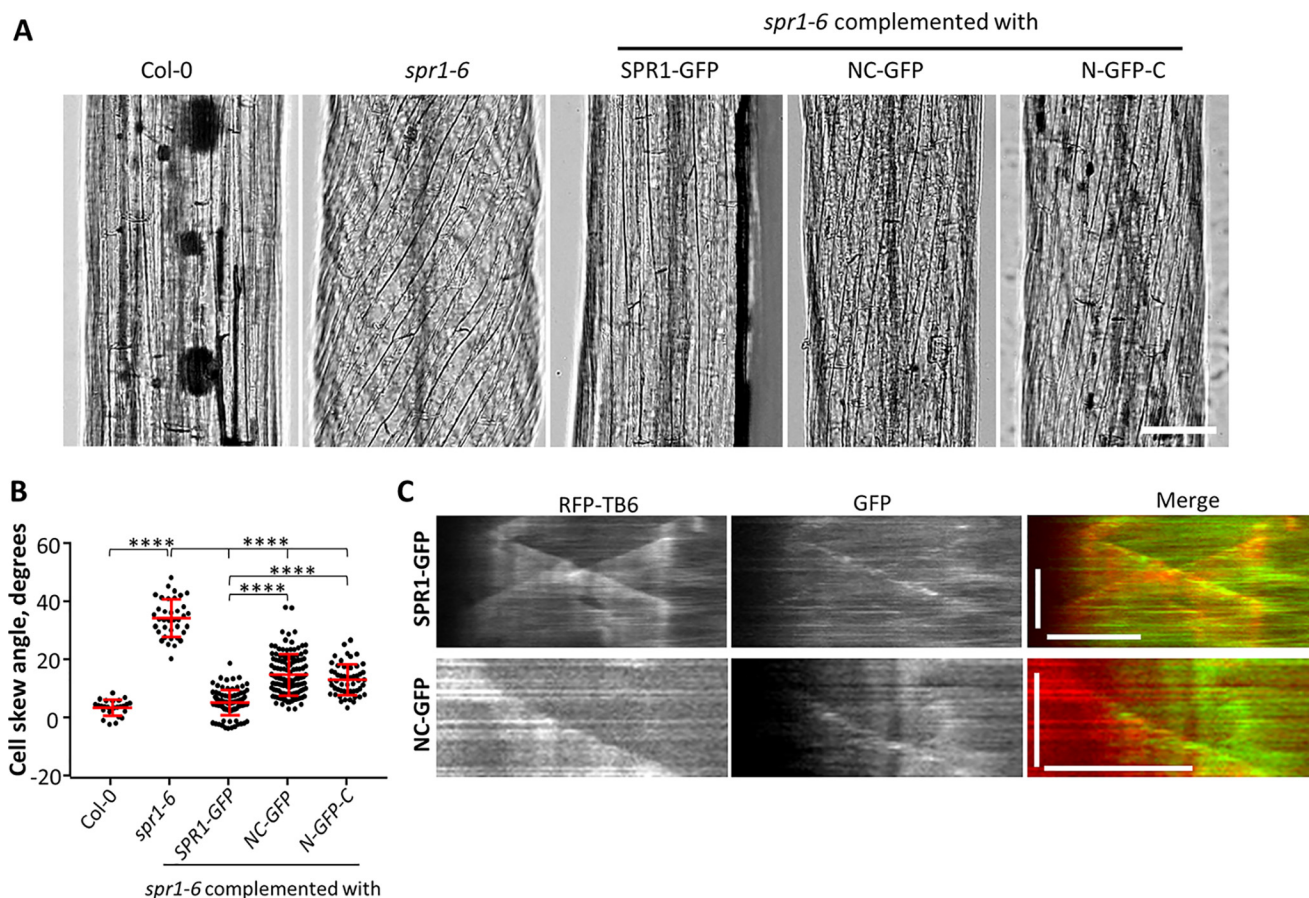 A
spr1-6 complemented with
Col-0 spr1-6 SPR1-GFP NC-GFP N-GFP-C
B
Cell skew angle, degrees
60
40
20
0
-20
**** ****
****
****
Col-0 spr1-6 SPR1-GFP NC-GFP N-GFP-C
spr1-6 complemented with
C
RFP-TB6 GFP Merge
SPR1-GFP
NC-GFP